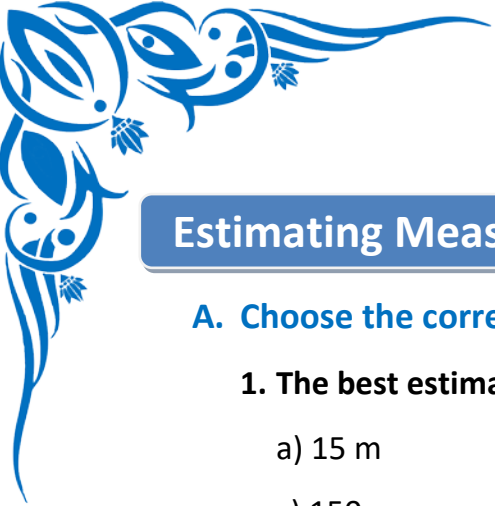 Estimating Meas
A. Choose the corre
1. The best estima
a) 15 m